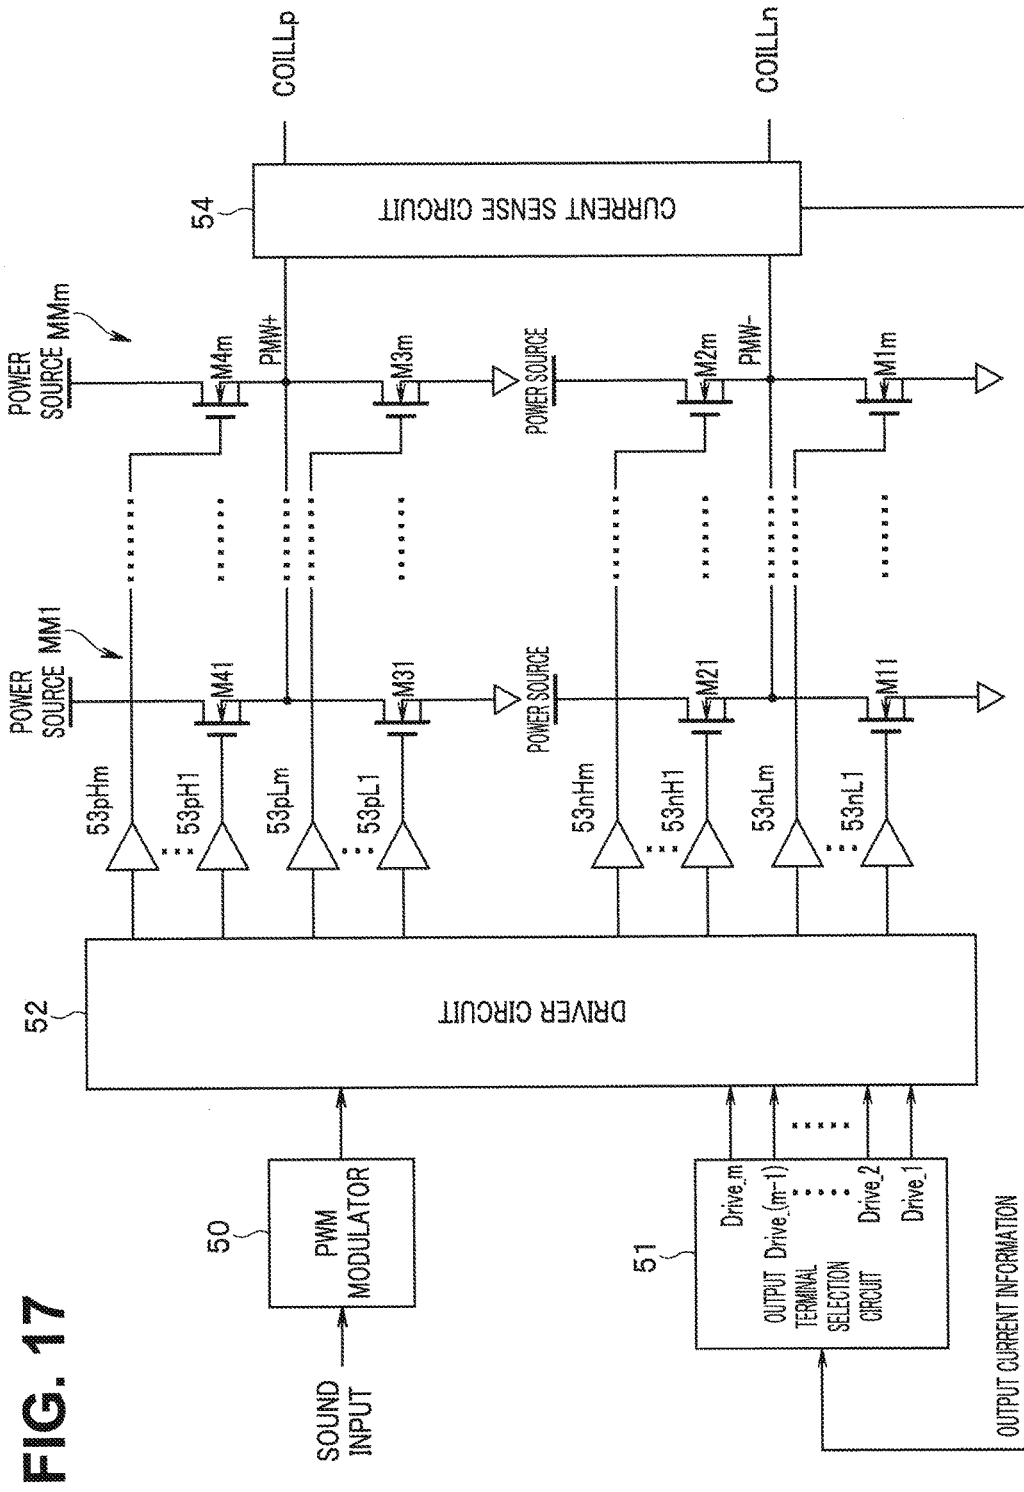 FIG. 17
SOUND
INPUT
50
PWM
MODULATOR
51
OUTPUT
TERMINAL
SELECTION
CIRCUIT
Drive_m
Drive_(m-1)
Drive_2
Drive_1
OUTPUT CURRENT INFORMATION
52
DRIVER CIRCUIT
53pHm
53pH1
53pLm
53pL1
53nHm
53nH1
53nLm
53nL1
POWER
SOURCE
MM1
M41
M31
POWER SOURCE
M21
M11
POWER
SOURCE
MMm
M4m
PMW+
M3m
POWER SOURCE
M2m
PMW-
M1m
54
CURRENT SENSE CIRCUIT
COILLp
COILLn